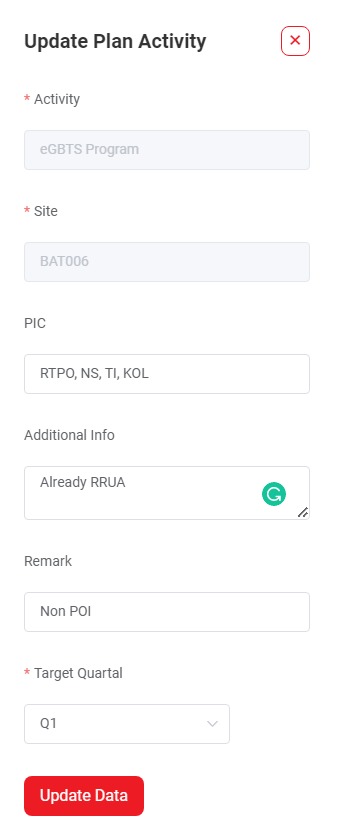 Update Plan Activity
* Activity
eGBTS Program
* Site
BAT006
PIC
RTPO, NS, TI, KOL
Additional Info
Already RRUA
Remark
Non POI
* Target Quartal
Q1
Update Data